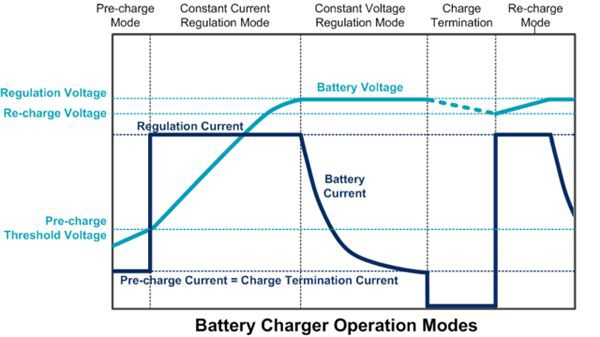 Pre-charge
Mode
Constant Current
Regulation Mode
Constant Voltage
Regulation Mode
Charge
Termination
Re-charge
Mode
Regulation Voltage
Battery Voltage
Re-charge Voltage
Regulation Current
Battery
Current
Pre-charge
Threshold Voltage
Pre-charge Current = Charge Termination Current
Battery Charger Operation Modes